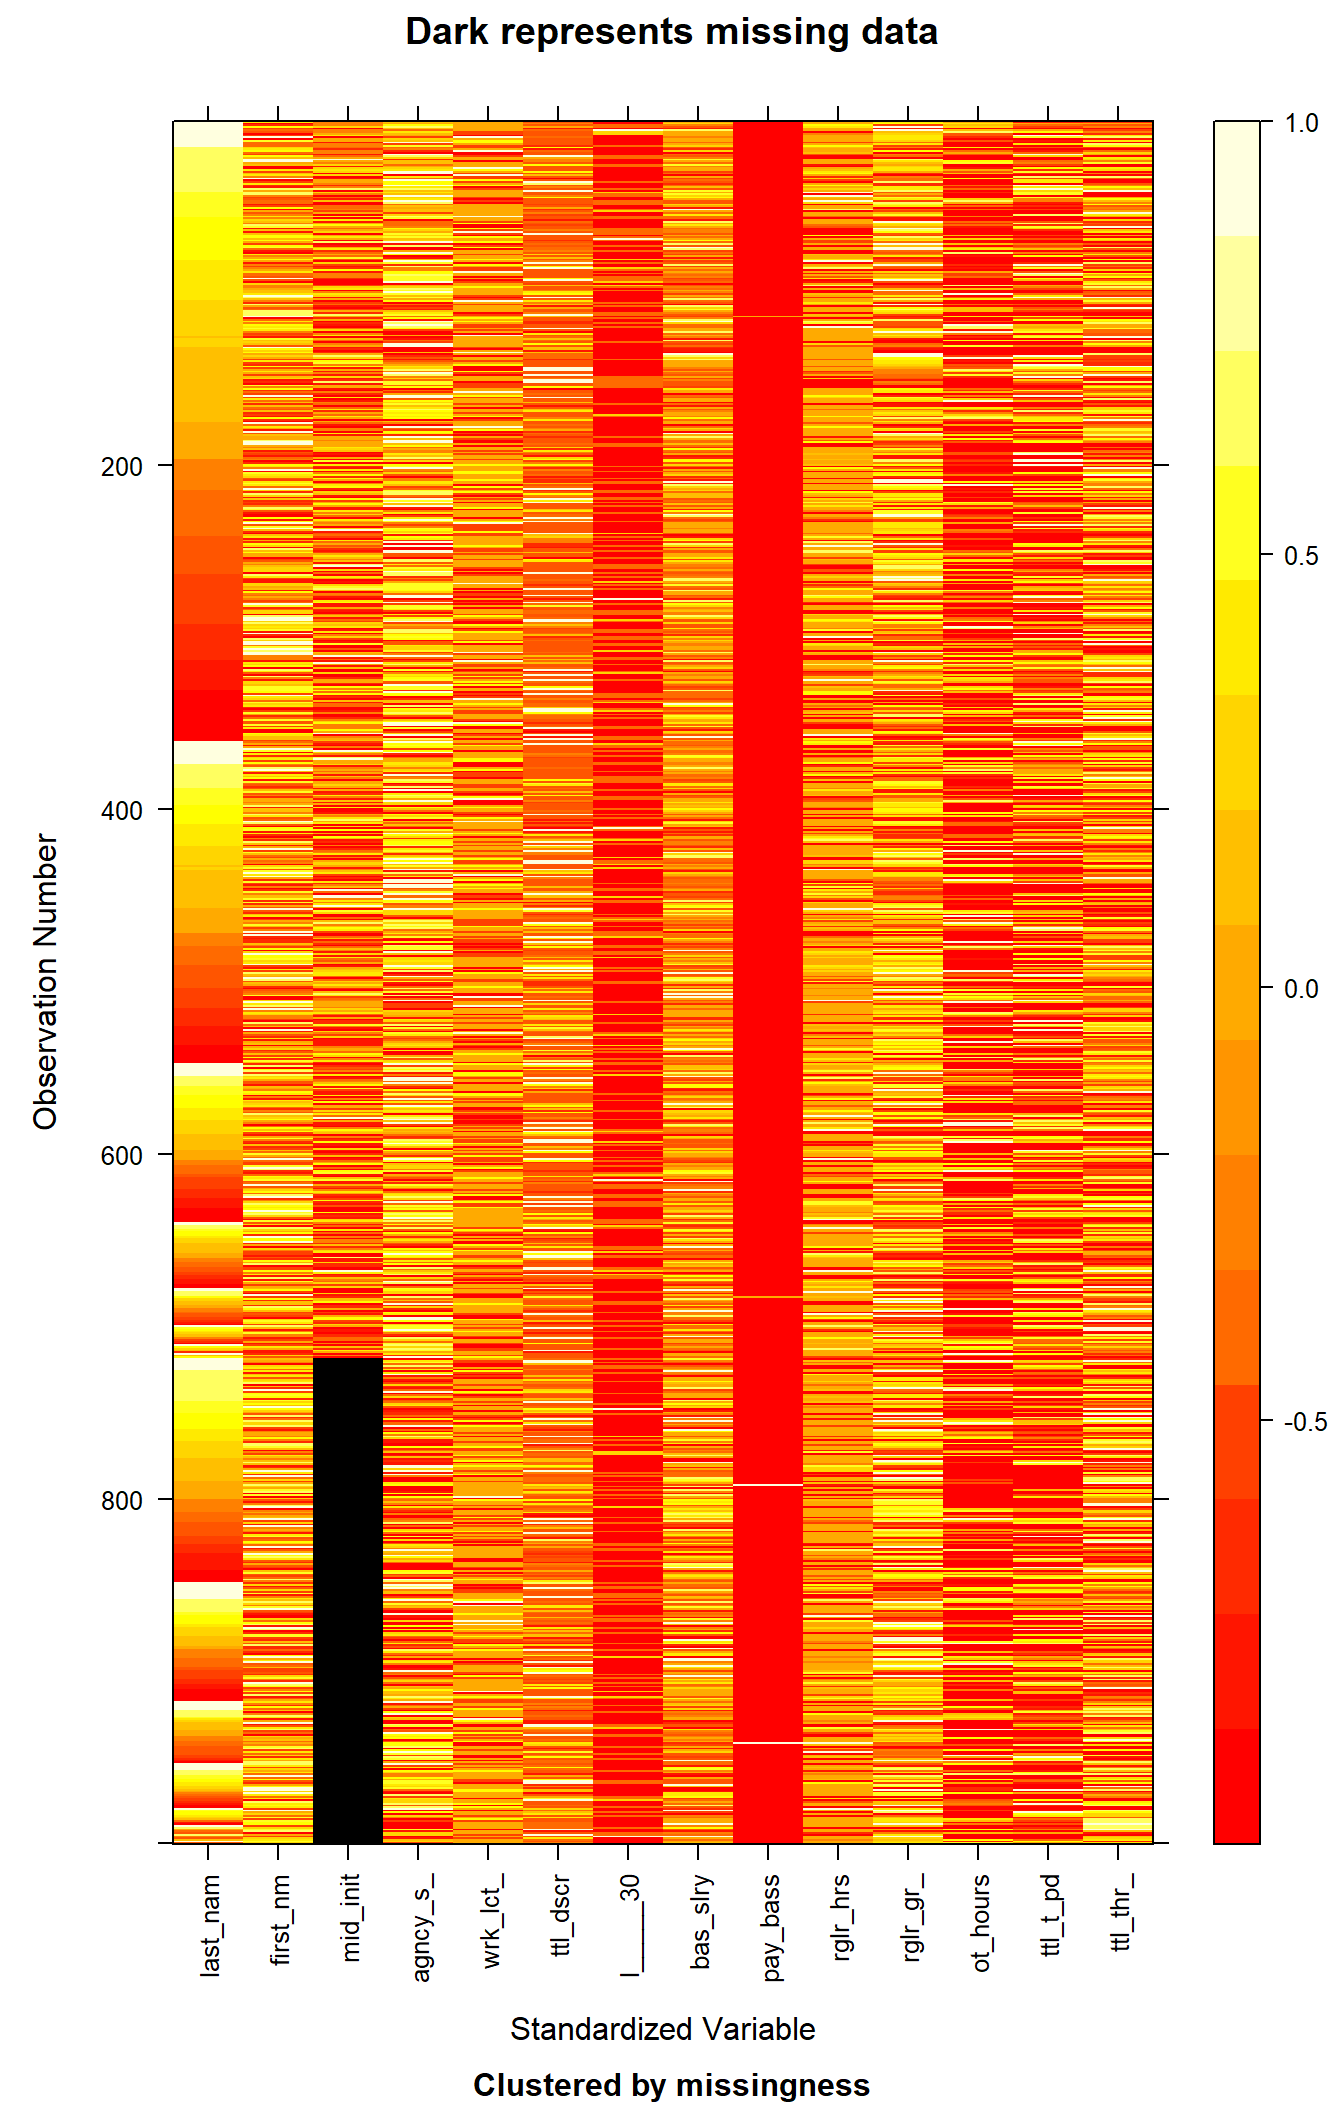 Dark represents missing data
1.0
0.5
0.0
-0.5
200
400
600
800
Observation Number
last_nam
first_nm
mid_init
agncy_s_
wrk_lct_
ttl_dscr
l_____30
bas_slry
pay_bass
rglr_hrs
rglr_gr_
ot_hours
ttl_t_pd
ttl_thr_
Standardized Variable
Clustered by missingness